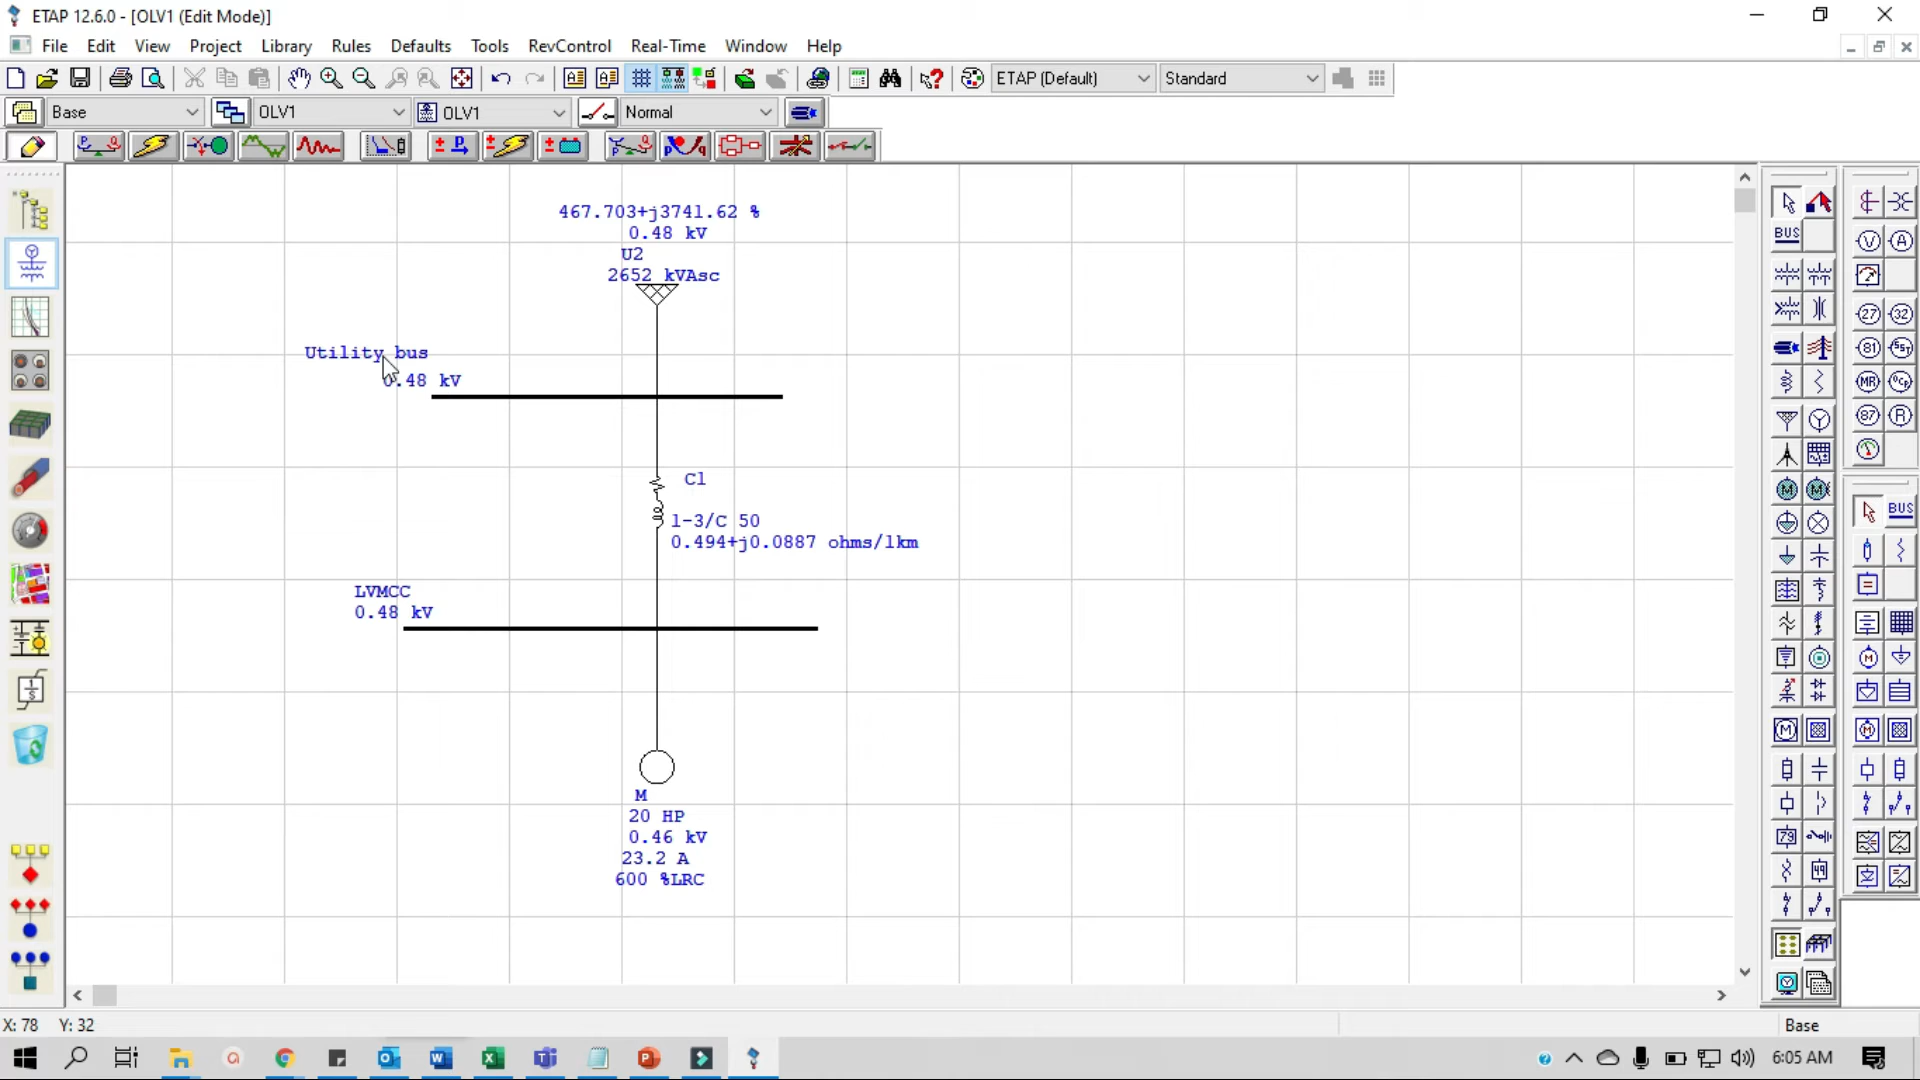 ETAP 12.6.0 - [OLV1 (Edit Mode)]
File Edit View Project Library Rules Defaults Tools RevControl Real-Time Window Help
ETAP (Default) Standard
Base OLV1 OLV1 Normal
467.703+j3741.62 %
0.48 kV
U2
2652 kVAsc
Utility bus
0.48 kV
C1
1-3/C 50
0.494+j0.0887 ohms/1km
LVMCC
0.48 kV
M
20 HP
0.46 kV
23.2 A
600 %LRC
BUS
BUS
X: 78 Y: 32
Base
6:05 AM